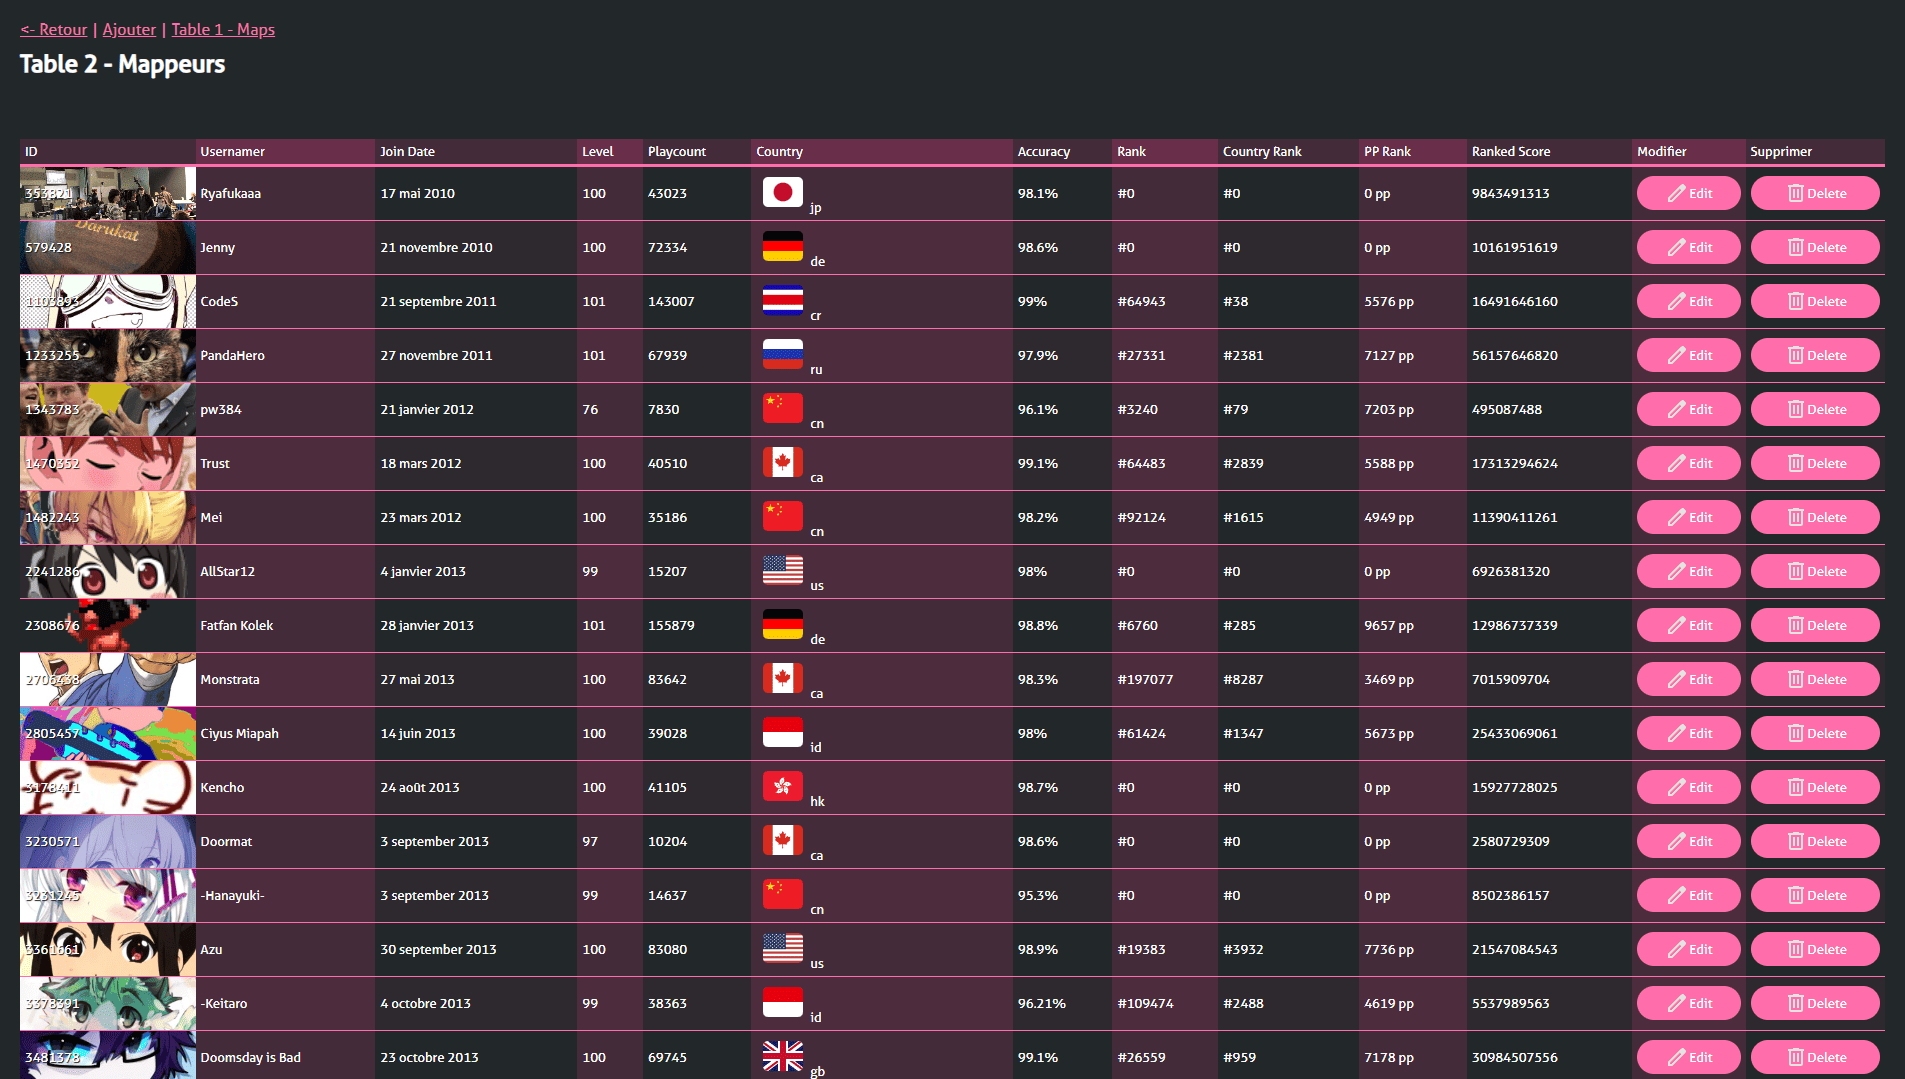 <- Retour | Ajouter | Table 1 - Maps
Table 2 - Mappeurs
ID Usernamer Join Date Level Playcount Country Accuracy Rank Country Rank PP Rank Ranked Score Modifier Supprimer
353821 Ryafukaaa 17 mai 2010 100 43023 jp 98.1% #0 #0 0 pp 9843491313 Edit Delete
Darukat
579428 Jenny 21 novembre 2010 100 72334 de 98.6% #0 #0 0 pp 10161951619 Edit Delete
1103893 CodeS 21 septembre 2011 101 143007 cr 99% #64943 #38 5576 pp 16491646160 Edit Delete
1233255 PandaHero 27 novembre 2011 101 67939 ru 97.9% #27331 #2381 7127 pp 56157646820 Edit Delete
1343783 pw384 21 janvier 2012 76 7830 cn 96.1% #3240 #79 7203 pp 495087488 Edit Delete
1470352 Trust 18 mars 2012 100 40510 ca 99.1% #64483 #2839 5588 pp 17313294624 Edit Delete
1482243 Mei 23 mars 2012 100 35186 cn 98.2% #92124 #1615 4949 pp 11390411261 Edit Delete
2241286 AllStar12 4 janvier 2013 99 15207 us 98% #0 #0 0 pp 6926381320 Edit Delete
2308676 Fatfan Kolek 28 janvier 2013 101 155879 de 98.8% #6760 #285 9657 pp 12986737339 Edit Delete
2706438 Monstrata 27 mai 2013 100 83642 ca 98.3% #197077 #8287 3469 pp 7015909704 Edit Delete
2805457 Ciyus Miapah 14 juin 2013 100 39028 id 98% #61424 #1347 5673 pp 25433069061 Edit Delete
3178411 Kencho 24 août 2013 100 41105 hk 98.7% #0 #0 0 pp 15927728025 Edit Delete
3230571 Doormat 3 september 2013 97 10204 ca 98.6% #0 #0 0 pp 2580729309 Edit Delete
3231245 -Hanayuki- 3 september 2013 99 14637 cn 95.3% #0 #0 0 pp 8502386157 Edit Delete
3361661 Azu 30 september 2013 100 83080 us 98.9% #19383 #3932 7736 pp 21547084543 Edit Delete
3378391 -Keitaro 4 octobre 2013 99 38363 id 96.21% #109474 #2488 4619 pp 5537989563 Edit Delete
3481378 Doomsday is Bad 23 octobre 2013 100 69745 gb 99.1% #26559 #959 7178 pp 30984507556 Edit Delete